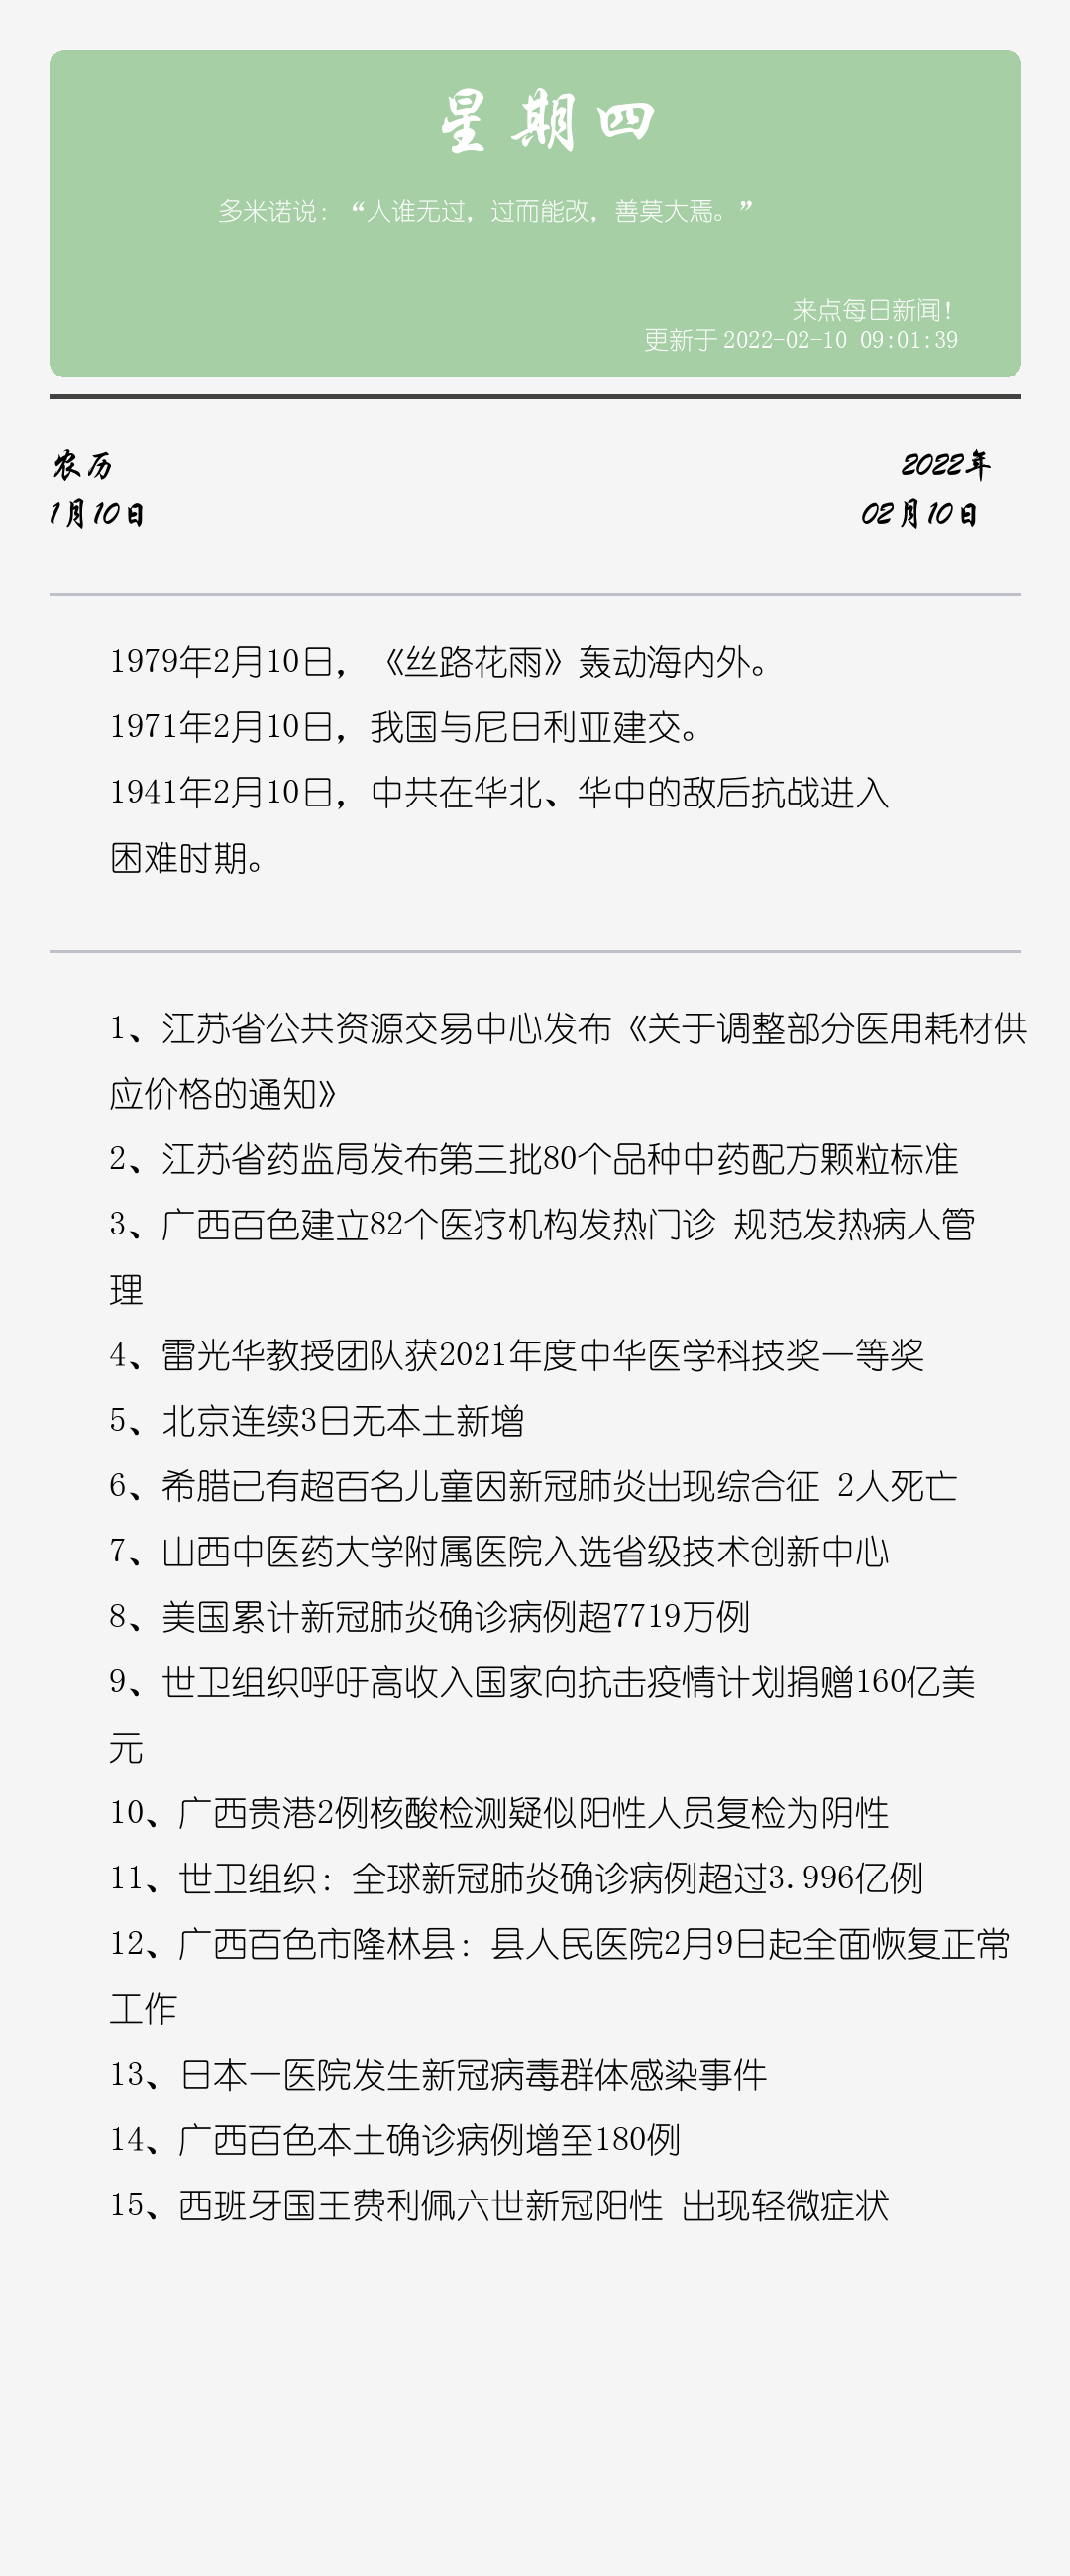 星期四
多米诺说：“人谁无过，过而能改，善莫大焉。”
来点每日新闻！
更新于 2022-02-10 09:01:39
农历
2022年
1月10日
02月10日
1979年2月10日，《丝路花雨》轰动海内外。
1971年2月10日，我国与尼日利亚建交。
1941年2月10日，中共在华北、华中的敌后抗战进入
困难时期。
1、江苏省公共资源交易中心发布《关于调整部分医用耗材供
应价格的通知》
2、江苏省药监局发布第三批80个品种中药配方颗粒标准
3、广西百色建立82个医疗机构发热门诊 规范发热病人管
理
4、雷光华教授团队获2021年度中华医学科技奖一等奖
5、北京连续3日无本土新增
6、希腊已有超百名儿童因新冠肺炎出现综合征 2人死亡
7、山西中医药大学附属医院入选省级技术创新中心
8、美国累计新冠肺炎确诊病例超7719万例
9、世卫组织呼吁高收入国家向抗击疫情计划捐赠160亿美
元
10、广西贵港2例核酸检测疑似阳性人员复检为阴性
11、世卫组织：全球新冠肺炎确诊病例超过3.996亿例
12、广西百色市隆林县：县人民医院2月9日起全面恢复正常
工作
13、日本一医院发生新冠病毒群体感染事件
14、广西百色本土确诊病例增至180例
15、西班牙国王费利佩六世新冠阳性 出现轻微症状